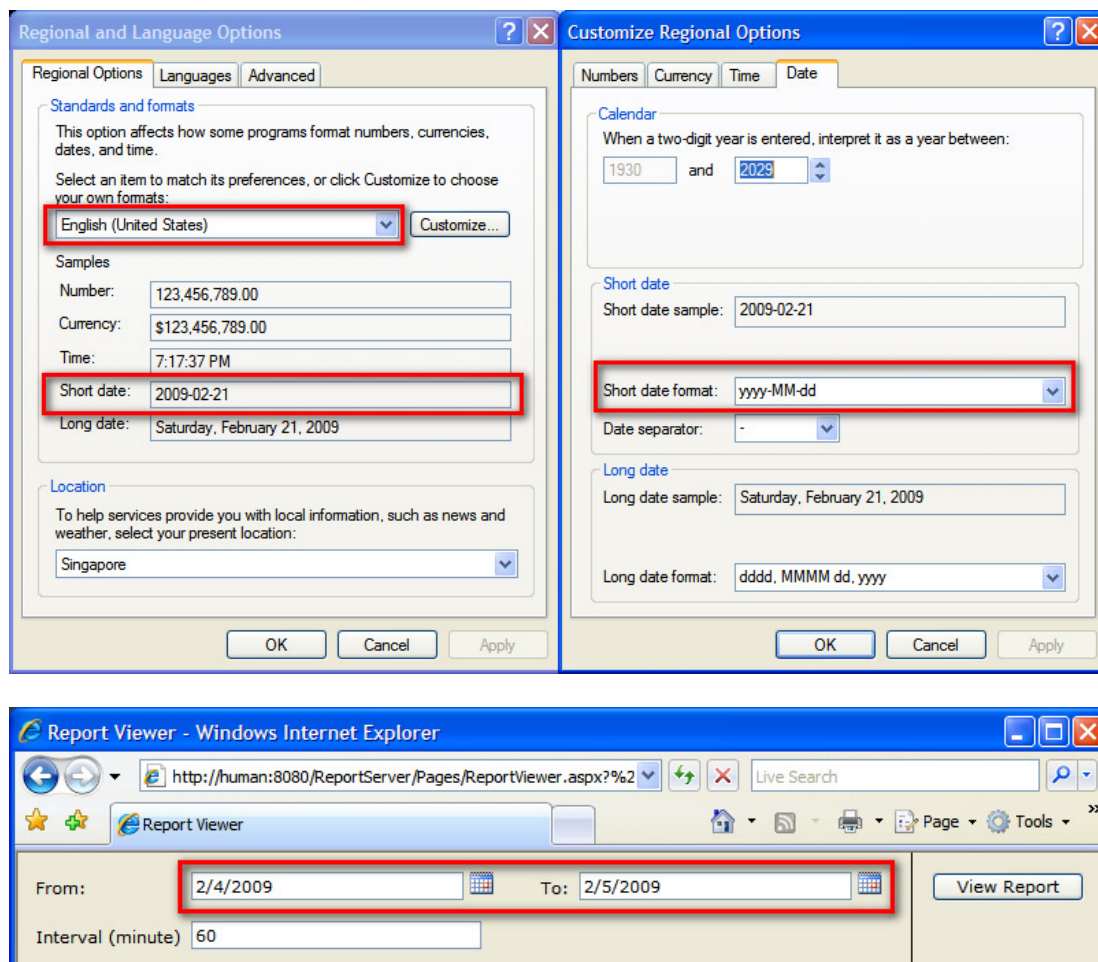 Regional and Language Options
Regional Options Languages Advanced
Standards and formats
This option affects how some programs format numbers, currencies,
dates, and time.
Select an item to match its preferences, or click Customize to choose
your own formats:
English (United States) Customize...
Samples
Number: 123,456,789.00
Currency: $123,456,789.00
Time: 7:17:37 PM
Short date: 2009-02-21
Long date: Saturday, February 21, 2009
Location
To help services provide you with local information, such as news and
weather, select your present location:
Singapore
OK Cancel Apply
Customize Regional Options
Numbers Currency Time Date
Calendar
When a two-digit year is entered, interpret it as a year between:
1930 and 2029
Short date
Short date sample: 2009-02-21
Short date format: yyyy-MM-dd
Date separator: -
Long date
Long date sample: Saturday, February 21, 2009
Long date format: dddd, MMMM dd, yyyy
OK Cancel Apply
Report Viewer - Windows Internet Explorer
http://human:8080/ReportServer/Pages/ReportViewer.aspx?%2 Live Search
Report Viewer Page Tools »
From: 2/4/2009 To: 2/5/2009 View Report
Interval (minute) 60